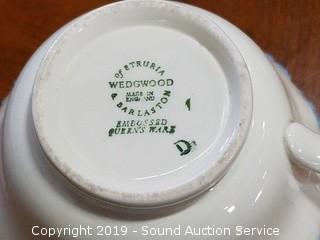 of ETRURIA
WEDGWOOD
MADE IN
ENGLAND
& BARLASTON
EMBOSSED
QUEEN'S WARE
D
Copyright 2019 - Sound Auction Service